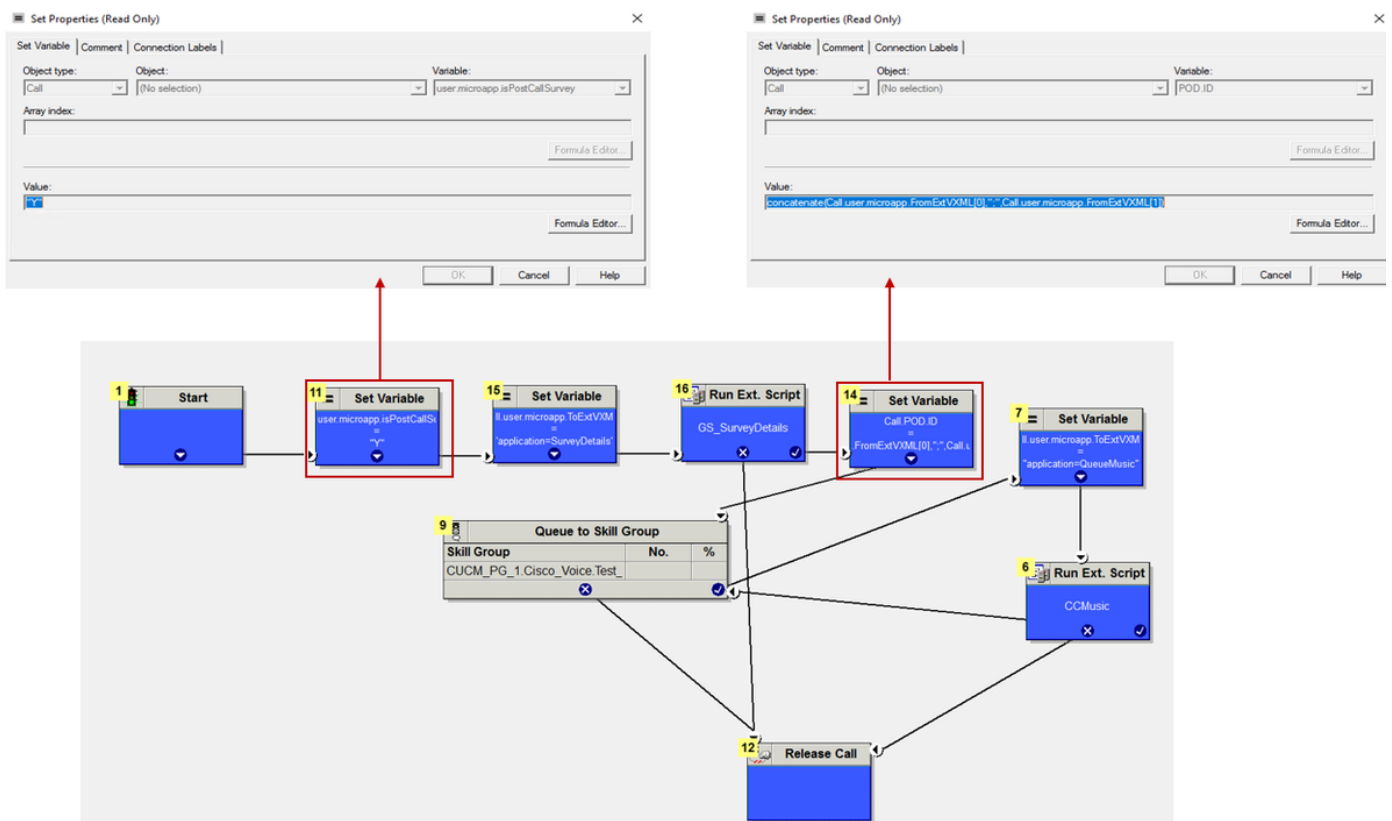 Set Properties (Read Only)
Set Variable Comment Connection Labels
Object type: Object: Variable:
Call (No selection) user.microapp.isPostCallSurvey
Array index:
Formula Editor...
Value:
"Y"
Formula Editor...
OK Cancel Help
Set Properties (Read Only)
Set Variable Comment Connection Labels
Object type: Object: Variable:
Call (No selection) POD.ID
Array index:
Formula Editor...
Value:
concatenate(Call.user.microapp.FromExtVXML[0],";",Call.user.microapp.FromExtVXML[1])
Formula Editor...
OK Cancel Help
1 Start
11 = Set Variable
user.microapp.isPostCallSu
=
"Y"
15 = Set Variable
ll.user.microapp.ToExtVXM
=
'application=SurveyDetails'
16 Run Ext. Script
GS_SurveyDetails
14 = Set Variable
Call.POD.ID
=
FromExtVXML[0],";",Call.u
7 = Set Variable
ll.user.microapp.ToExtVXM
=
"application=QueueMusic"
9 Queue to Skill Group
Skill Group No. %
CUCM_PG_1.Cisco_Voice.Test_
6 Run Ext. Script
CCMusic
12 Release Call